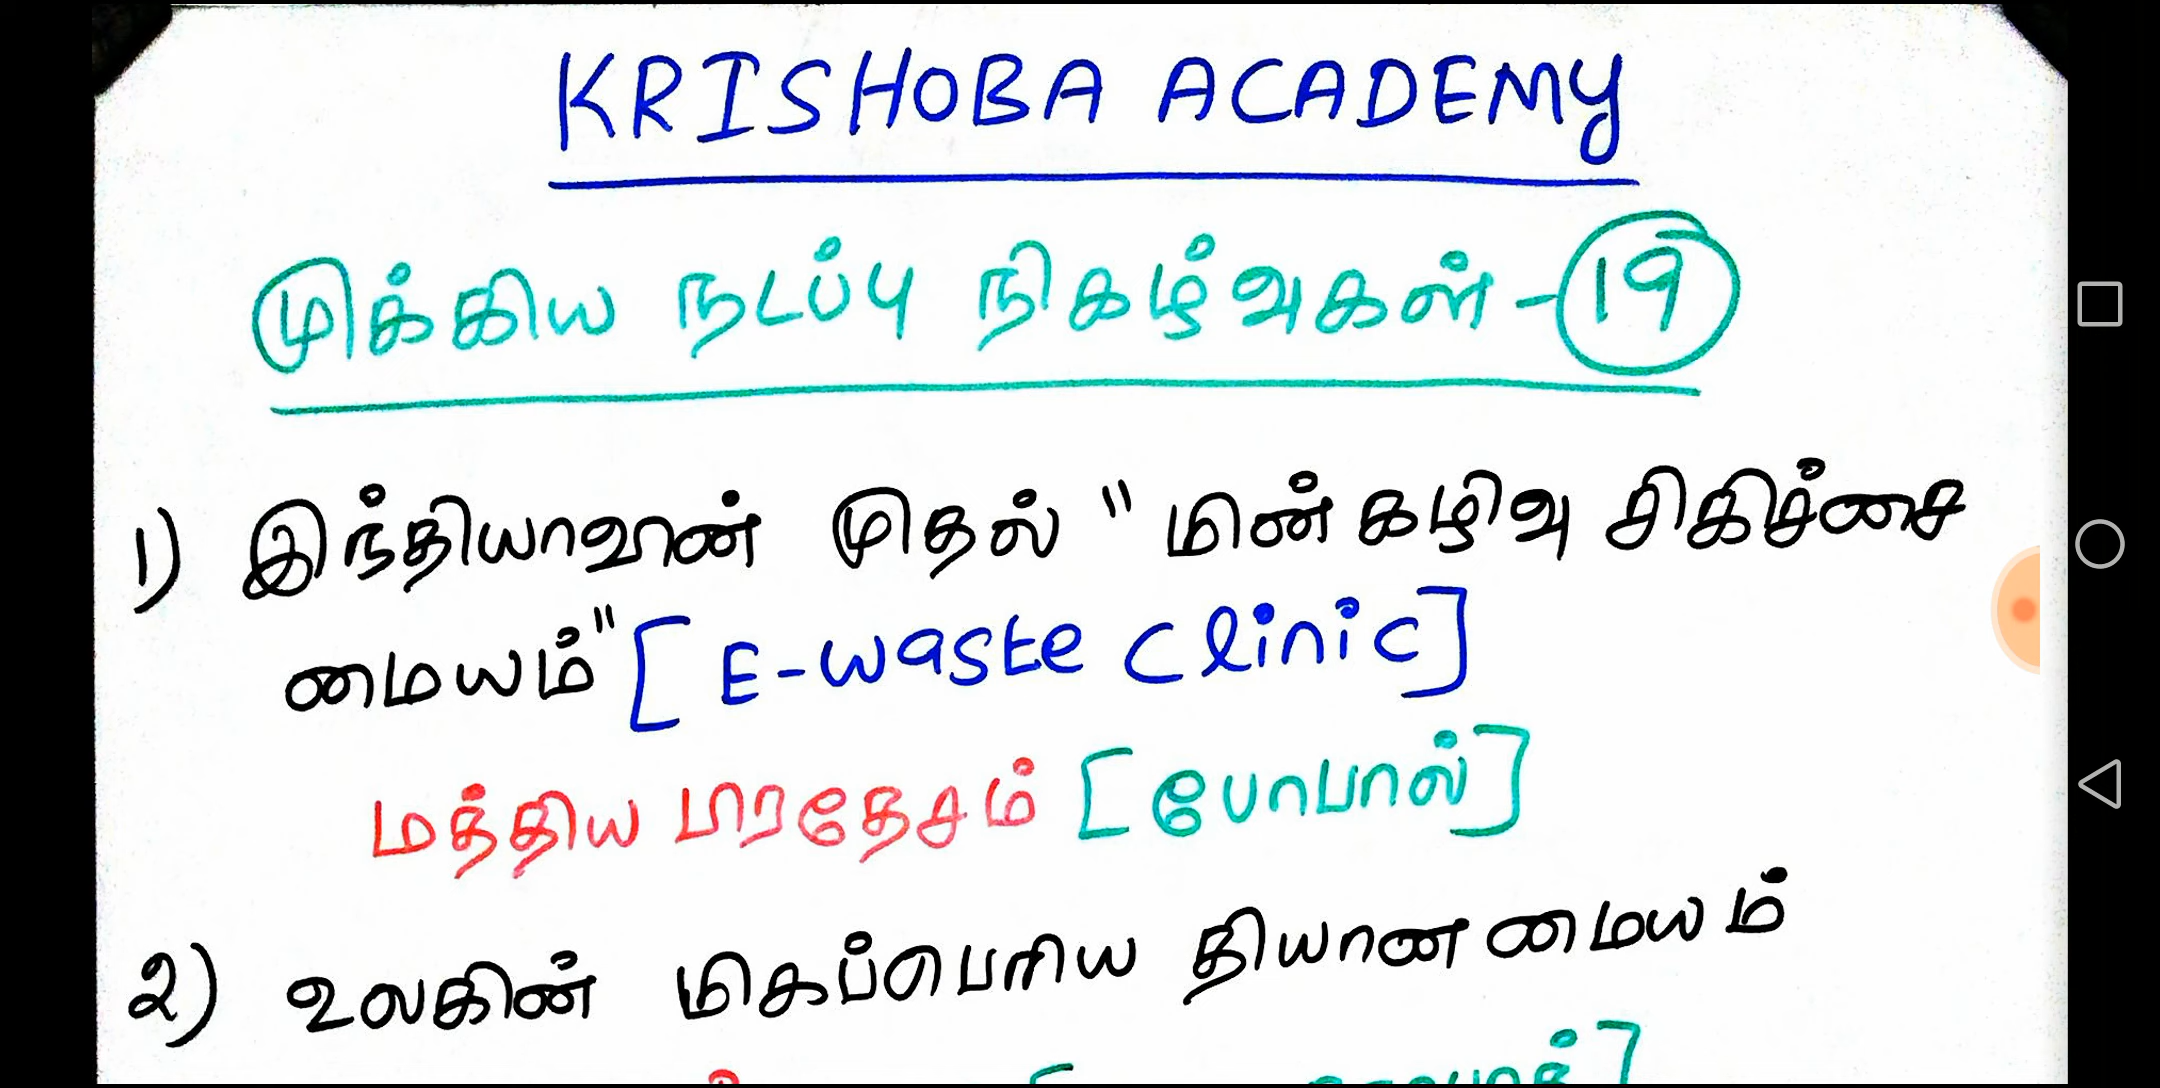 KRISHOBA ACADEMY
முக்கிய நடப்பு நிகழ்வுகள் - 19
1) இந்தியாவின் முதல் "மின்கழிவு சிகிச்சை
மையம்" [E-waste Clinic]
மத்திய பிரதேசம் [போபால்]
2) உலகின் மிகப்பெரிய தியான மையம்